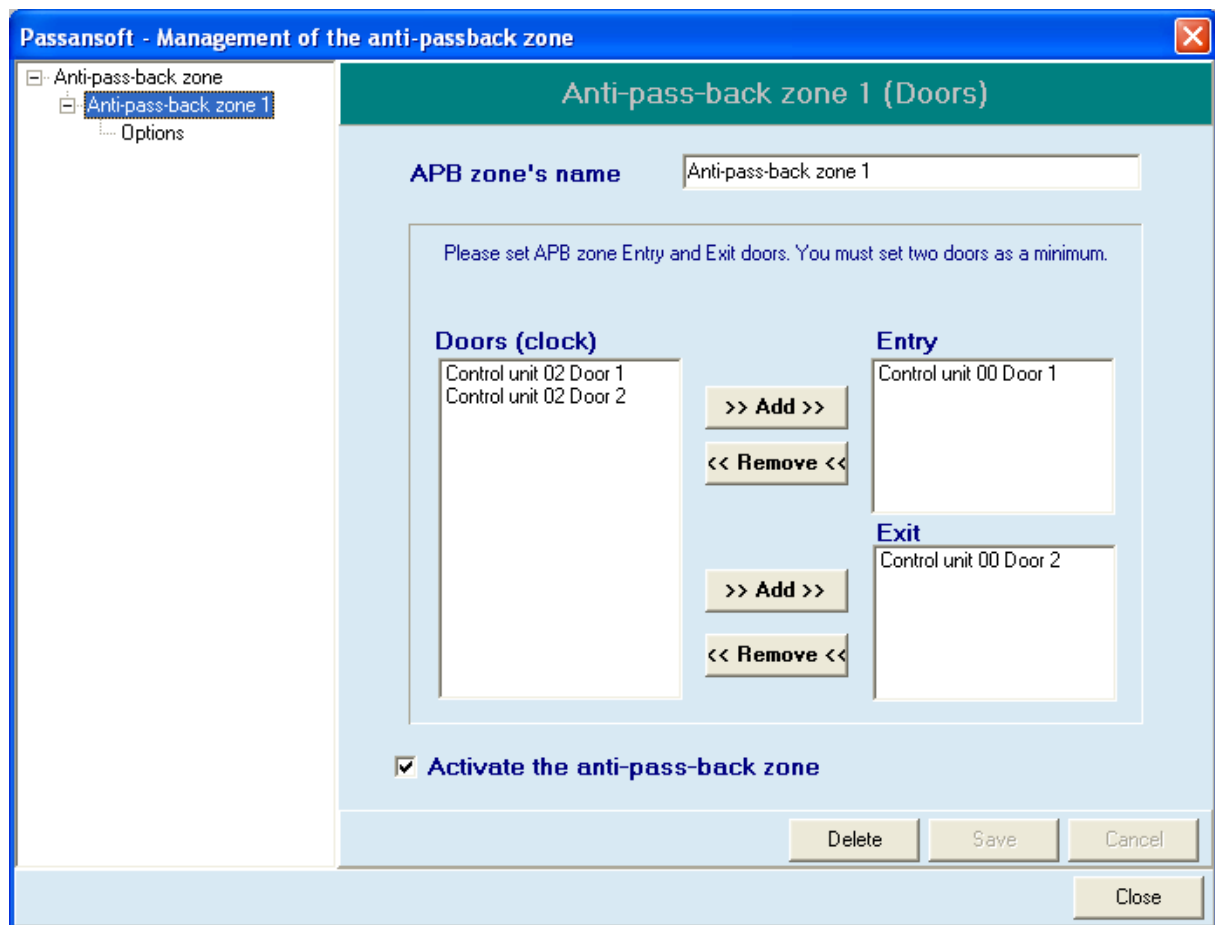 Passansoft - Management of the anti-passback zone
Anti-pass-back zone
Anti-pass-back zone 1
Options
Anti-pass-back zone 1 (Doors)
APB zone's name
Anti-pass-back zone 1
Please set APB zone Entry and Exit doors. You must set two doors as a minimum.
Doors (clock)
Control unit 02 Door 1
Control unit 02 Door 2
>> Add >>
<< Remove <<
Entry
Control unit 00 Door 1
Exit
Control unit 00 Door 2
>> Add >>
<< Remove <<
Activate the anti-pass-back zone
Delete
Save
Cancel
Close